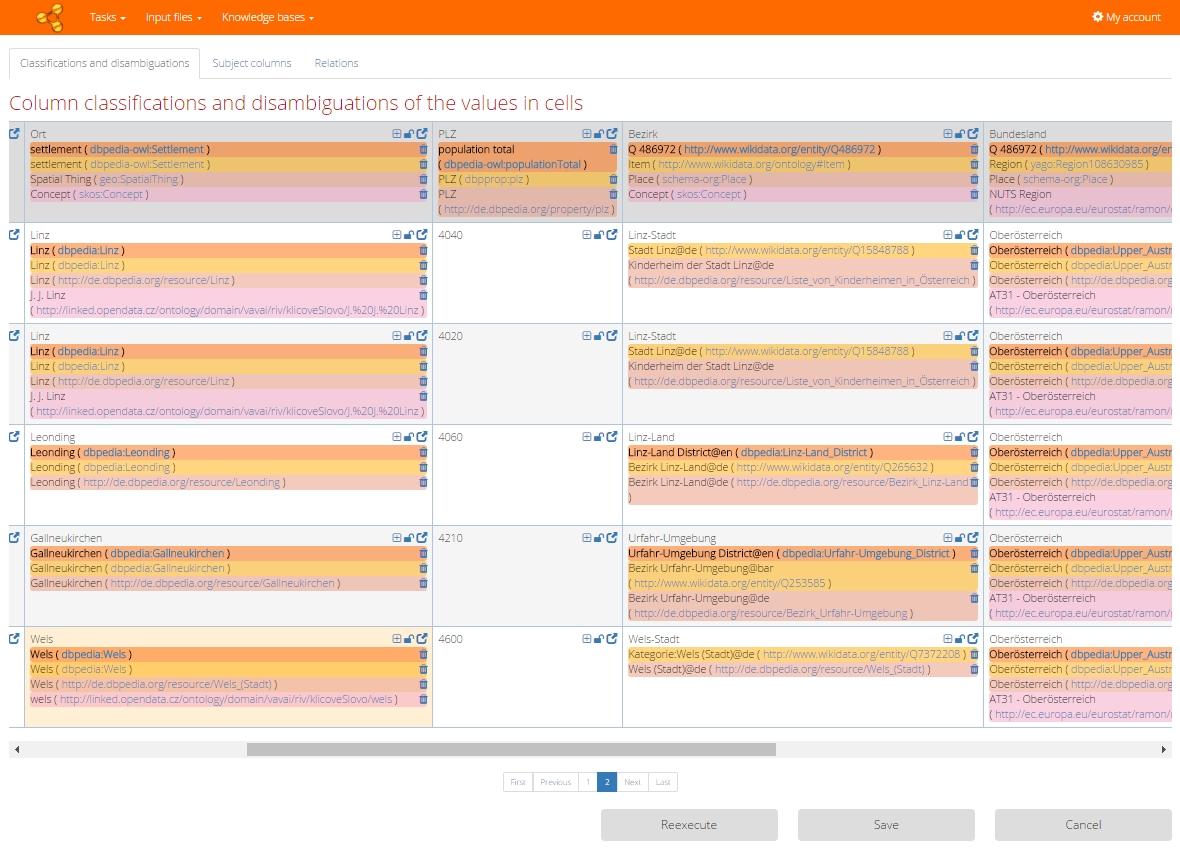 Tasks Input files Knowledge bases My account
Classifications and disambiguations Subject columns Relations
Column classifications and disambiguations of the values in cells
Ort PLZ Bezirk Bundesland
settlement ( dbpedia-owl:Settlement ) population total Q 486972 ( http://www.wikidata.org/entity/Q486972 ) Q 486972 ( http://www.wikidata.org/en
settlement ( dbpedia-owl:Settlement ) ( dbpedia-owl:populationTotal ) Item ( http://www.wikidata.org/ontology#Item ) Region ( yago:Region108630985 )
Spatial Thing ( geo:SpatialThing ) PLZ ( dbpprop:plz ) Place ( schema-org:Place ) Place ( schema-org:Place )
Concept ( skos:Concept ) PLZ Concept ( skos:Concept ) NUTS Region
( http://de.dbpedia.org/property/plz ) ( http://ec.europa.eu/eurostat/ramon/
Linz 4040 Linz-Stadt Oberösterreich
Linz ( dbpedia:Linz ) Stadt Linz@de ( http://www.wikidata.org/entity/Q15848788 ) Oberösterreich ( dbpedia:Upper_Austr
Linz ( dbpedia:Linz ) Kinderheim der Stadt Linz@de Oberösterreich ( dbpedia:Upper_Austr
Linz ( http://de.dbpedia.org/resource/Linz ) ( http://de.dbpedia.org/resource/Liste_von_Kinderheimen_in_Österreich ) Oberösterreich ( http://de.dbpedia.org
J. J. Linz AT31 - Oberösterreich
( http://linked.opendata.cz/ontology/domain/vavai/riv/klicoveSlovo/J.%20J.%20Linz ) ( http://ec.europa.eu/eurostat/ramon/
Linz 4020 Linz-Stadt Oberösterreich
Linz ( dbpedia:Linz ) Stadt Linz@de ( http://www.wikidata.org/entity/Q15848788 ) Oberösterreich ( dbpedia:Upper_Austr
Linz ( dbpedia:Linz ) Kinderheim der Stadt Linz@de Oberösterreich ( dbpedia:Upper_Austr
Linz ( http://de.dbpedia.org/resource/Linz ) ( http://de.dbpedia.org/resource/Liste_von_Kinderheimen_in_Österreich ) Oberösterreich ( http://de.dbpedia.org
J. J. Linz AT31 - Oberösterreich
( http://linked.opendata.cz/ontology/domain/vavai/riv/klicoveSlovo/J.%20J.%20Linz ) ( http://ec.europa.eu/eurostat/ramon/
Leonding 4060 Linz-Land Oberösterreich
Leonding ( dbpedia:Leonding ) Linz-Land District@en ( dbpedia:Linz-Land_District ) Oberösterreich ( dbpedia:Upper_Austr
Leonding ( dbpedia:Leonding ) Bezirk Linz-Land@de ( http://www.wikidata.org/entity/Q265632 ) Oberösterreich ( dbpedia:Upper_Austr
Leonding ( http://de.dbpedia.org/resource/Leonding ) Bezirk Linz-Land@de ( http://de.dbpedia.org/resource/Bezirk_Linz-Land Oberösterreich ( http://de.dbpedia.org
) AT31 - Oberösterreich
( http://ec.europa.eu/eurostat/ramon/
Gallneukirchen 4210 Urfahr-Umgebung Oberösterreich
Gallneukirchen ( dbpedia:Gallneukirchen ) Urfahr-Umgebung District@en ( dbpedia:Urfahr-Umgebung_District ) Oberösterreich ( dbpedia:Upper_Austr
Gallneukirchen ( dbpedia:Gallneukirchen ) Bezirk Urfahr-Umgebung@bar Oberösterreich ( dbpedia:Upper_Austr
Gallneukirchen ( http://de.dbpedia.org/resource/Gallneukirchen ) ( http://www.wikidata.org/entity/Q253585 ) Oberösterreich ( http://de.dbpedia.org
Bezirk Urfahr-Umgebung@de AT31 - Oberösterreich
( http://de.dbpedia.org/resource/Bezirk_Urfahr-Umgebung ) ( http://ec.europa.eu/eurostat/ramon/
Wels 4600 Wels-Stadt Oberösterreich
Wels ( dbpedia:Wels ) Kategorie:Wels (Stadt)@de ( http://www.wikidata.org/entity/Q7372208 ) Oberösterreich ( dbpedia:Upper_Austr
Wels ( dbpedia:Wels ) Wels (Stadt)@de ( http://de.dbpedia.org/resource/Wels_(Stadt) ) Oberösterreich ( dbpedia:Upper_Austr
Wels ( http://de.dbpedia.org/resource/Wels_(Stadt) ) Oberösterreich ( http://de.dbpedia.org
wels ( http://linked.opendata.cz/ontology/domain/vavai/riv/klicoveSlovo/wels ) AT31 - Oberösterreich
( http://ec.europa.eu/eurostat/ramon/
First Previous 1 2 Next Last
Reexecute Save Cancel